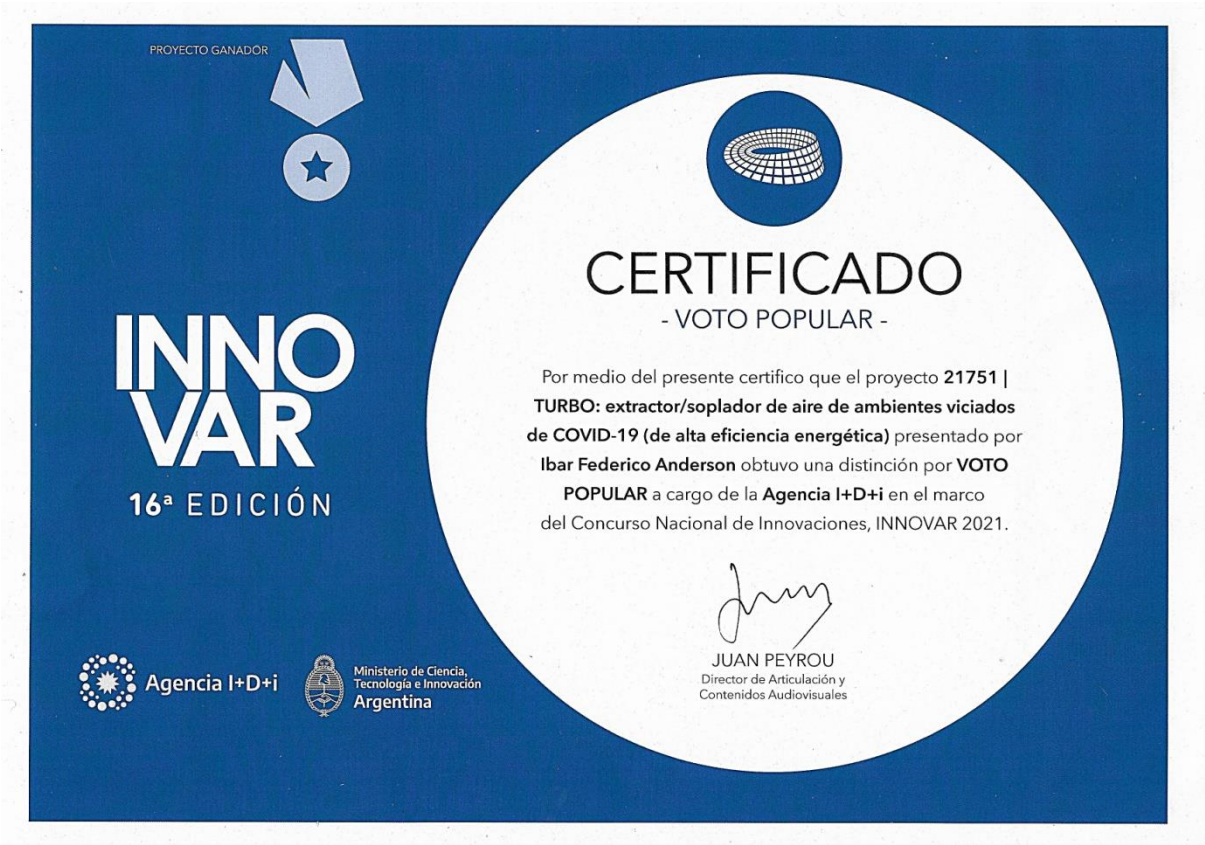 PROYECTO GANADOR
INNO
VAR
16ª EDICIÓN
Agencia I+D+i
Ministerio de Ciencia,
Tecnología e Innovación
Argentina
CERTIFICADO
- VOTO POPULAR -
Por medio del presente certifico que el proyecto 21751 |
TURBO: extractor/soplador de aire de ambientes viciados
de COVID-19 (de alta eficiencia energética) presentado por
Ibar Federico Anderson obtuvo una distinción por VOTO
POPULAR a cargo de la Agencia I+D+i en el marco
del Concurso Nacional de Innovaciones, INNOVAR 2021.
JUAN PEYROU
Director de Articulación y
Contenidos Audiovisuales